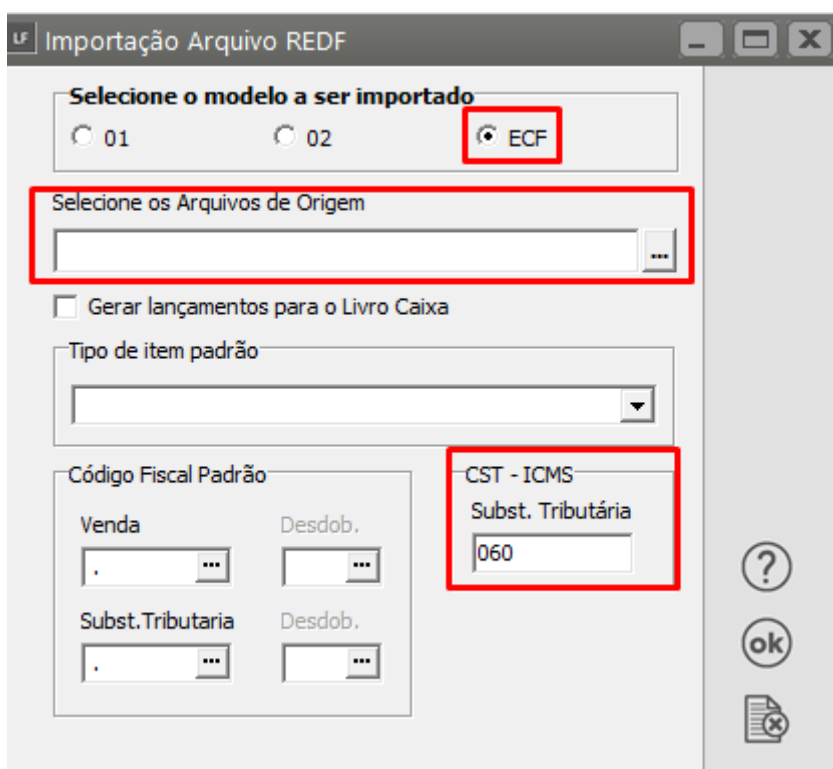 LF Importação Arquivo REDF
Selecione o modelo a ser importado
01 02 ECF
Selecione os Arquivos de Origem
...
Gerar lançamentos para o Livro Caixa
Tipo de item padrão
Código Fiscal Padrão
Venda Desdob.
. ... ...
Subst.Tributaria Desdob.
. ... ...
CST - ICMS
Subst. Tributária
060
?
ok